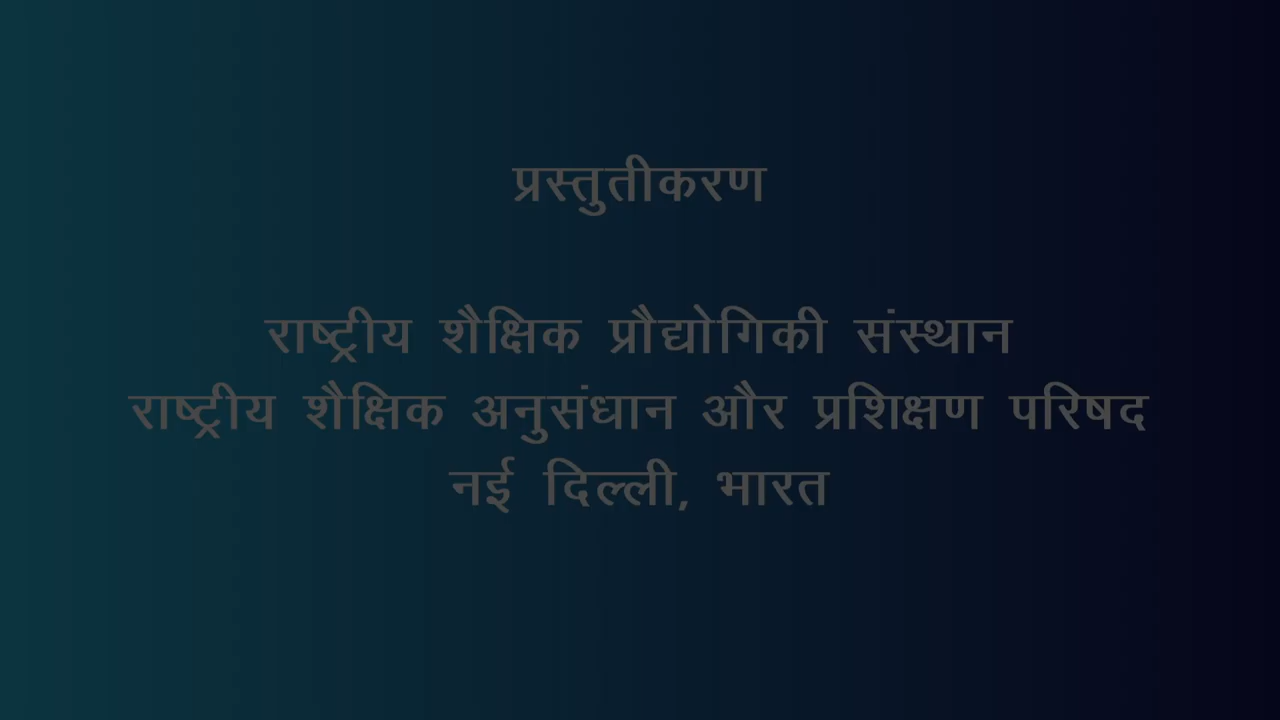 प्रस्तुतीकरण
राष्ट्रीय शैक्षिक प्रौद्योगिकी संस्थान
राष्ट्रीय शैक्षिक अनुसंधान और प्रशिक्षण परिषद
नई दिल्ली, भारत